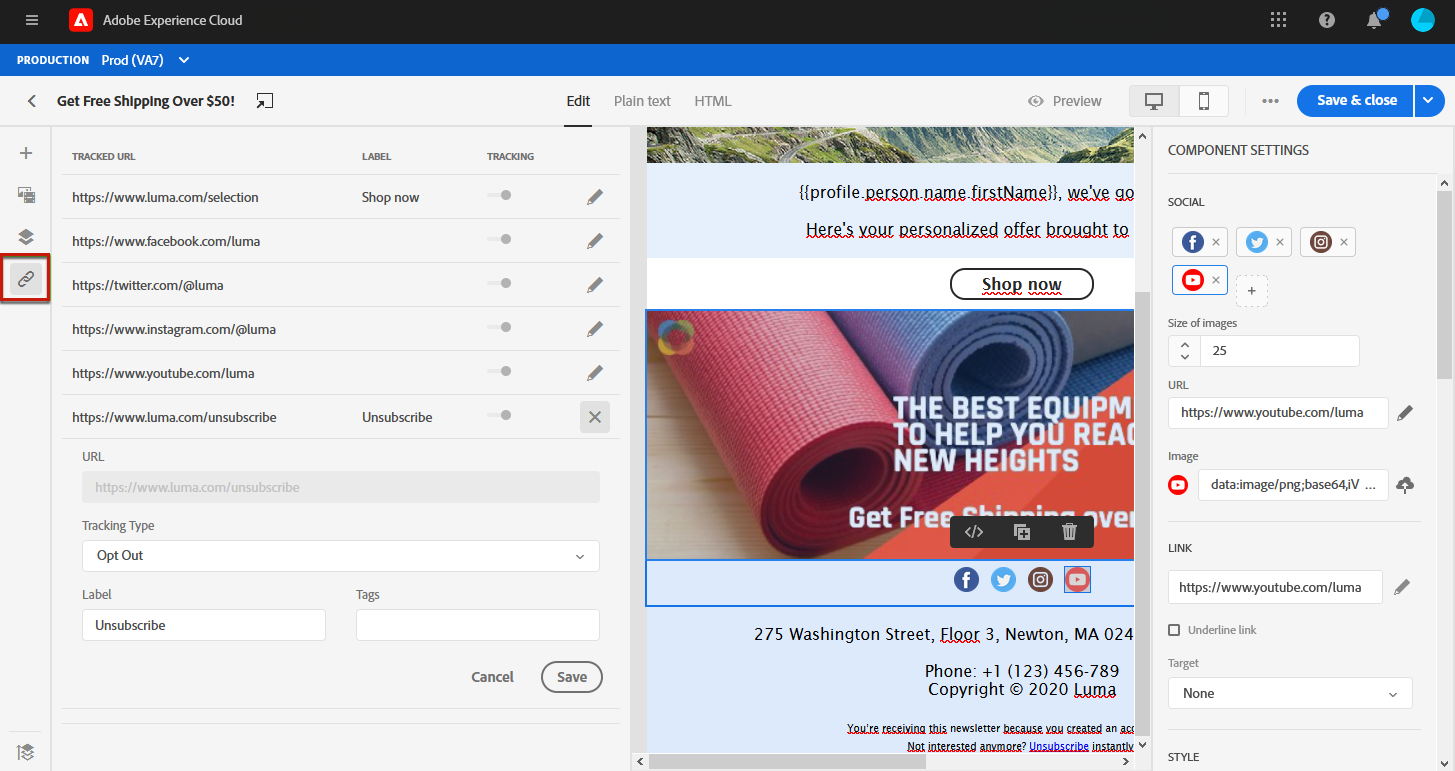 Adobe Experience Cloud
PRODUCTION Prod (VA7)
Get Free Shipping Over $50!
Edit Plain text HTML
Preview
Save & close
TRACKED URL LABEL TRACKING
https://www.luma.com/selection Shop now
https://www.facebook.com/luma
https://twitter.com/@luma
https://www.instagram.com/@luma
https://www.youtube.com/luma
https://www.luma.com/unsubscribe Unsubscribe
URL
https://www.luma.com/unsubscribe
Tracking Type
Opt Out
Label Tags
Unsubscribe
Cancel Save
{{profile.person.name.firstName}}, we've go
Here's your personalized offer brought to
Shop now
THE BEST EQUIPM
TO HELP YOU REAC
NEW HEIGHTS
Get Free Shipping over
</>
275 Washington Street, Floor 3, Newton, MA 024
Phone: +1 (123) 456-789
Copyright © 2020 Luma
You're receiving this newsletter because you created an acc
Not interested anymore? Unsubscribe instantly
COMPONENT SETTINGS
SOCIAL
Size of images
25
URL
https://www.youtube.com/luma
Image
data:image/png;base64,iV ...
LINK
https://www.youtube.com/luma
Underline link
Target
None
STYLE